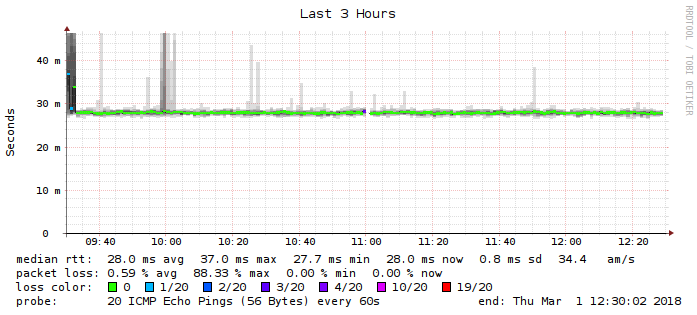 Last 3 Hours
RRDTOOL / TOBI OETIKER
Seconds
40 m
30 m
20 m
10 m
0
09:40 10:00 10:20 10:40 11:00 11:20 11:40 12:00 12:20
median rtt: 28.0 ms avg 37.0 ms max 27.7 ms min 28.0 ms now 0.8 ms sd 34.4 am/s
packet loss: 0.59 % avg 88.33 % max 0.00 % min 0.00 % now
loss color: 0 1/20 2/20 3/20 4/20 10/20 19/20
probe: 20 ICMP Echo Pings (56 Bytes) every 60s end: Thu Mar 1 12:30:02 2018